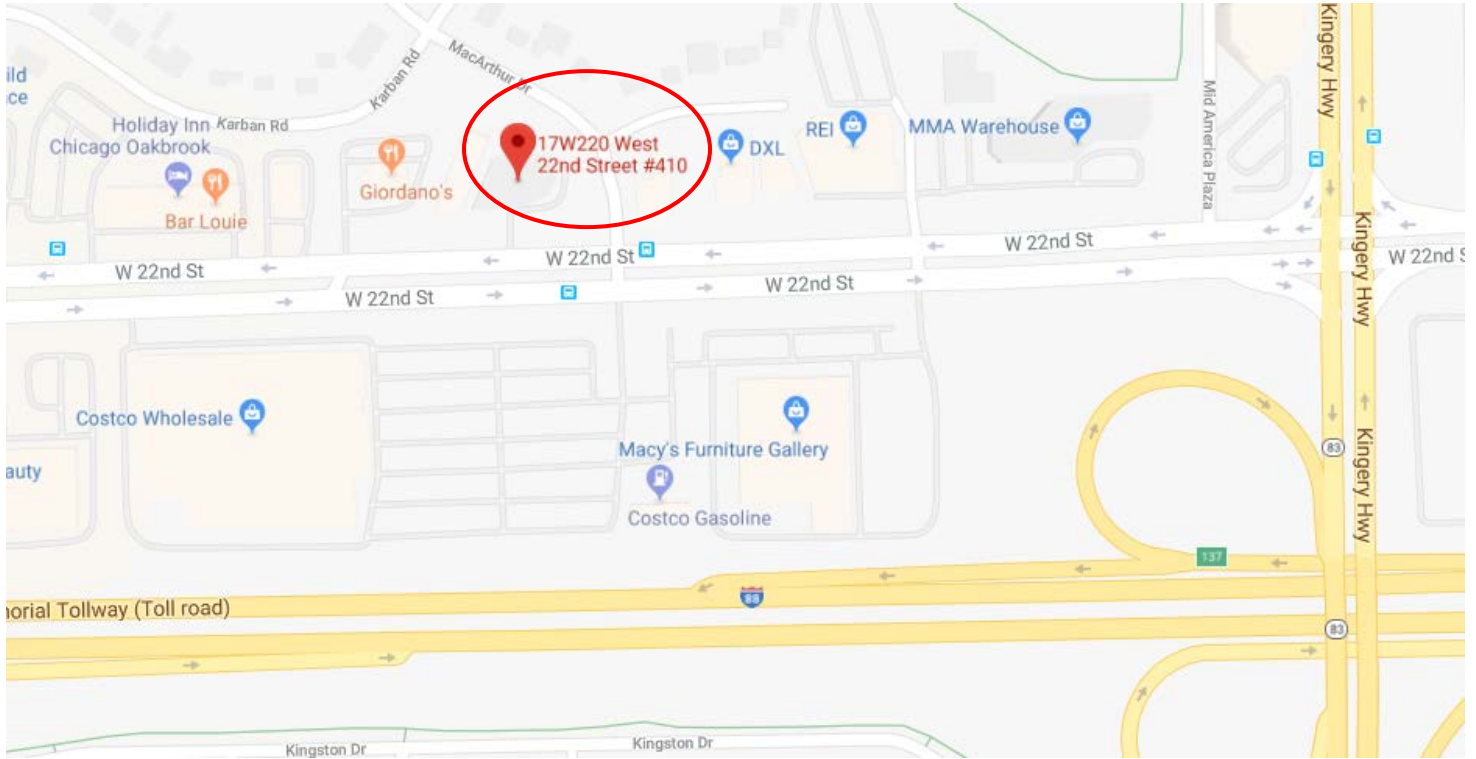 ild
ce
Holiday Inn
Chicago Oakbrook
Karban Rd
Bar Louie
Giordano's
Karban Rd
MacArthur Dr
17W220 West
22nd Street #410
DXL
REI
MMA Warehouse
Mid America Plaza
Kingery Hwy
W 22nd St
W 22nd St
W 22nd St
W 22nd St
W 22nd St
W 22nd S
Kingery Hwy
Costco Wholesale
auty
Macy's Furniture Gallery
Costco Gasoline
83
Kingery Hwy
137
88
norial Tollway (Toll road)
83
Kingston Dr
Kingston Dr